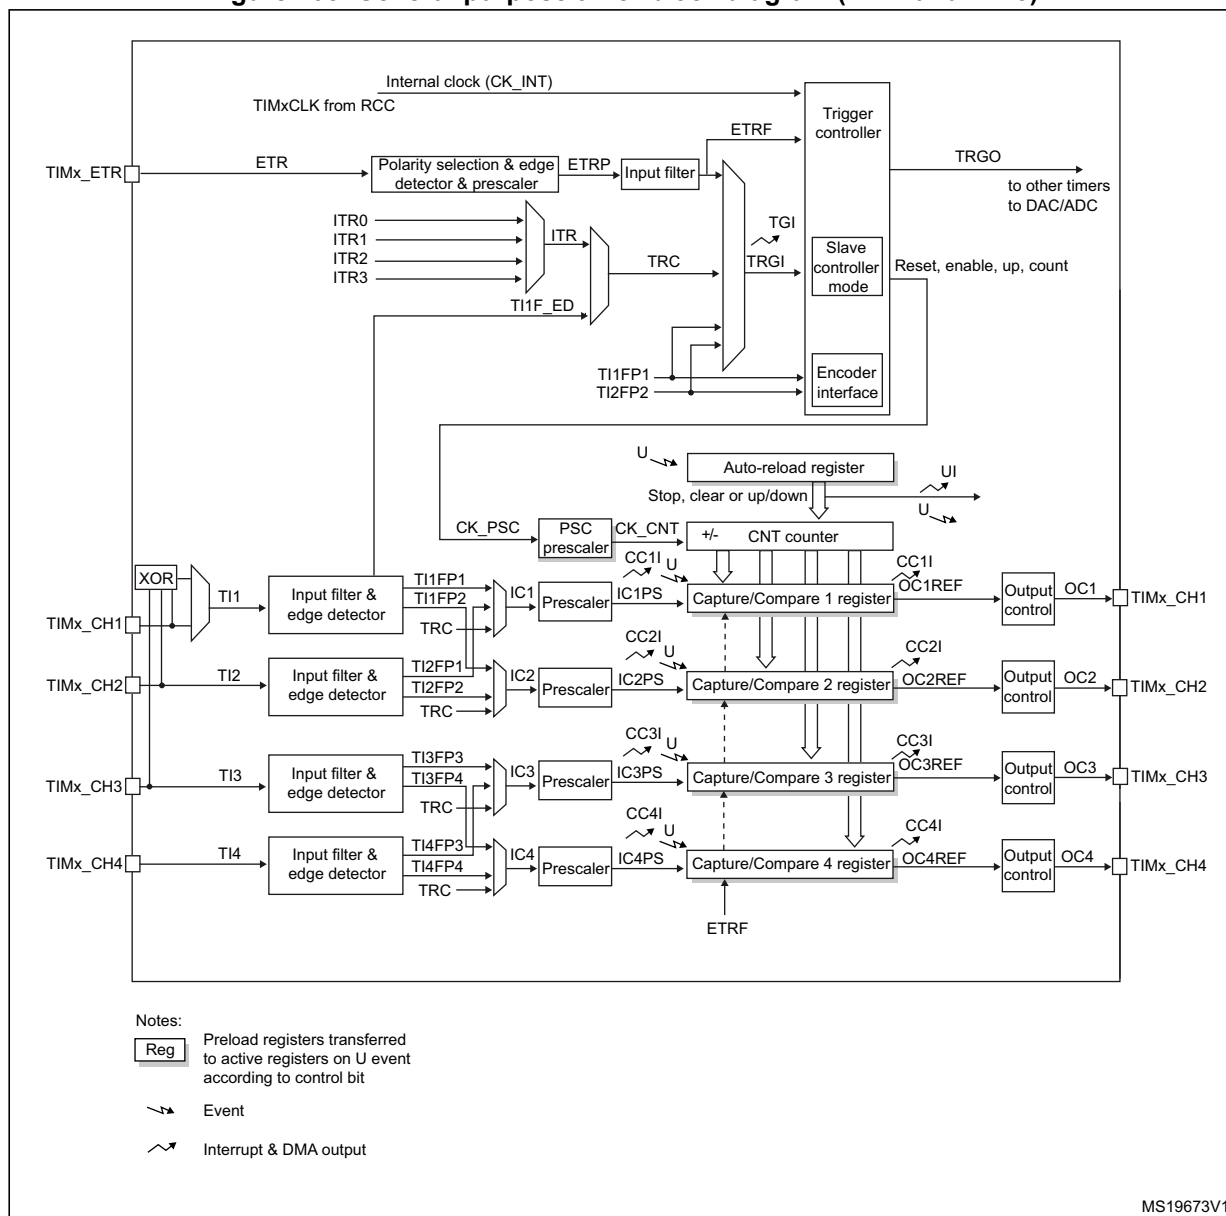 Internal clock (CK_INT)
TIMxCLK from RCC
Trigger
controller
ETRF
TIMx_ETR
ETR
Polarity selection & edge
detector & prescaler
ETRP
Input filter
TRGO
to other timers
to DAC/ADC
ITR0
ITR1
ITR2
ITR3
ITR
TRC
TGI
TRGI
Slave
controller
mode
Reset, enable, up, count
TI1F_ED
TI1FP1
TI2FP2
Encoder
interface
U
Auto-reload register
UI
Stop, clear or up/down
U
CK_PSC
PSC
prescaler
CK_CNT
+/-
CNT counter
XOR
TI1
Input filter &
edge detector
TI1FP1
TI1FP2
TRC
IC1
Prescaler
IC1PS
CC1I
U
Capture/Compare 1 register
CC1I
OC1REF
Output
control
OC1
TIMx_CH1
TIMx_CH1
TIMx_CH2
TI2
Input filter &
edge detector
TI2FP1
TI2FP2
TRC
IC2
Prescaler
IC2PS
CC2I
U
Capture/Compare 2 register
CC2I
OC2REF
Output
control
OC2
TIMx_CH2
TIMx_CH3
TI3
Input filter &
edge detector
TI3FP3
TI3FP4
TRC
IC3
Prescaler
IC3PS
CC3I
U
Capture/Compare 3 register
CC3I
OC3REF
Output
control
OC3
TIMx_CH3
TIMx_CH4
TI4
Input filter &
edge detector
TI4FP3
TI4FP4
TRC
IC4
Prescaler
IC4PS
CC4I
U
Capture/Compare 4 register
CC4I
OC4REF
Output
control
OC4
TIMx_CH4
ETRF
Notes:
Reg
Preload registers transferred
to active registers on U event
according to control bit
Event
Interrupt & DMA output
MS19673V1